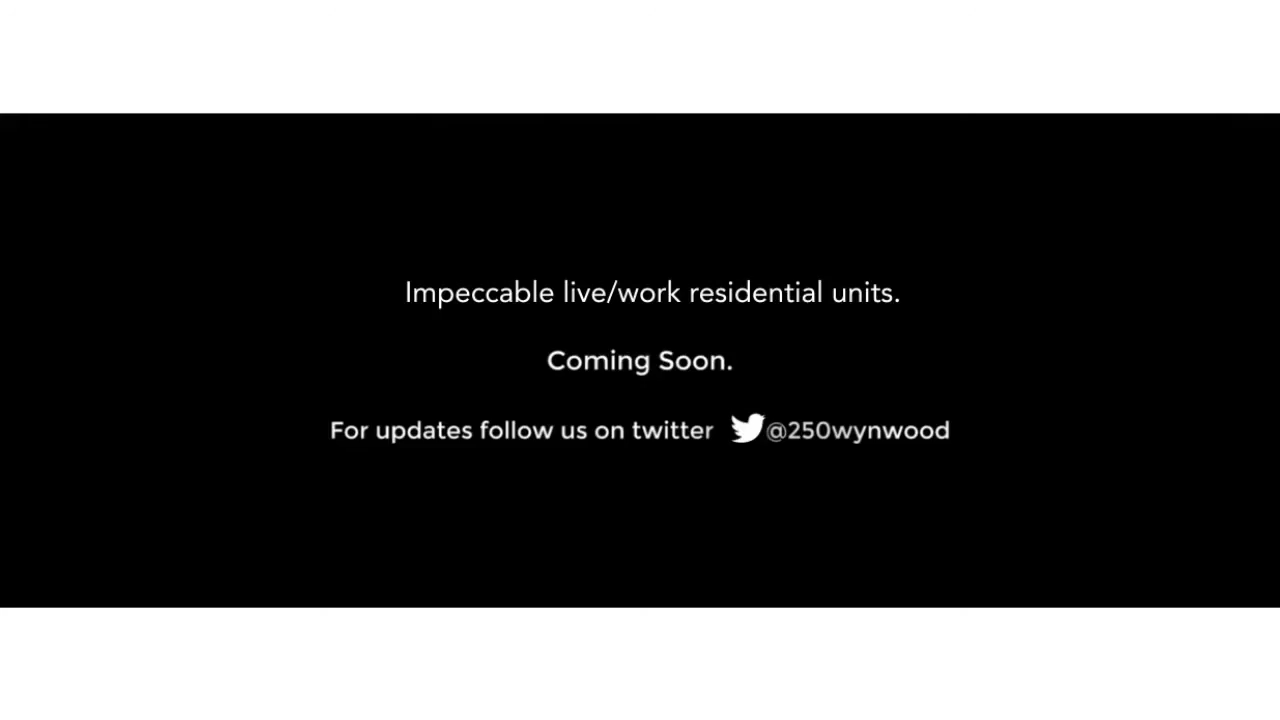 Impeccable live/work residential units.
Coming Soon.
For updates follow us on twitter @250wynwood